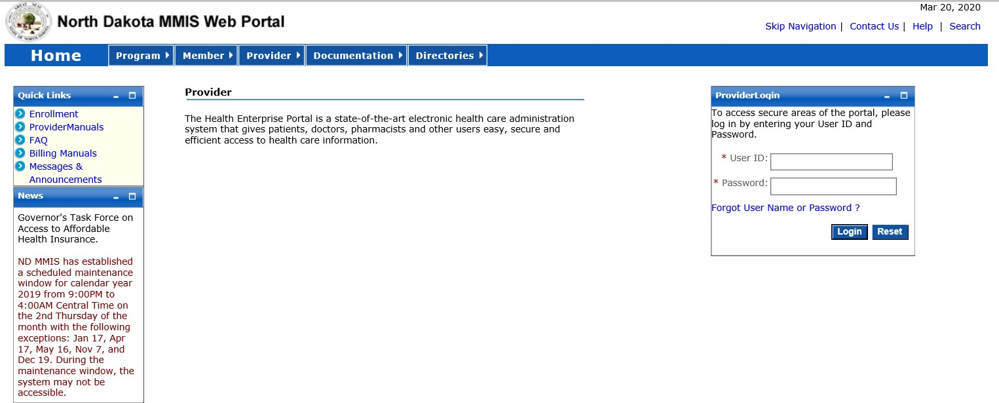 Mar 20, 2020
North Dakota MMIS Web Portal
Skip Navigation | Contact Us | Help | Search
Home Program Member Provider Documentation Directories
Quick Links
Enrollment
ProviderManuals
FAQ
Billing Manuals
Messages &
Announcements
News
Governor's Task Force on
Access to Affordable
Health Insurance.
ND MMIS has established
a scheduled maintenance
window for calendar year
2019 from 9:00PM to
4:00AM Central Time on
the 2nd Thursday of the
month with the following
exceptions: Jan 17, Apr
17, May 16, Nov 7, and
Dec 19. During the
maintenance window, the
system may not be
accessible.
Provider
The Health Enterprise Portal is a state-of-the-art electronic health care administration
system that gives patients, doctors, pharmacists and other users easy, secure and
efficient access to health care information.
ProviderLogin
To access secure areas of the portal, please
log in by entering your User ID and
Password.
* User ID:
* Password:
Forgot User Name or Password ?
Login Reset